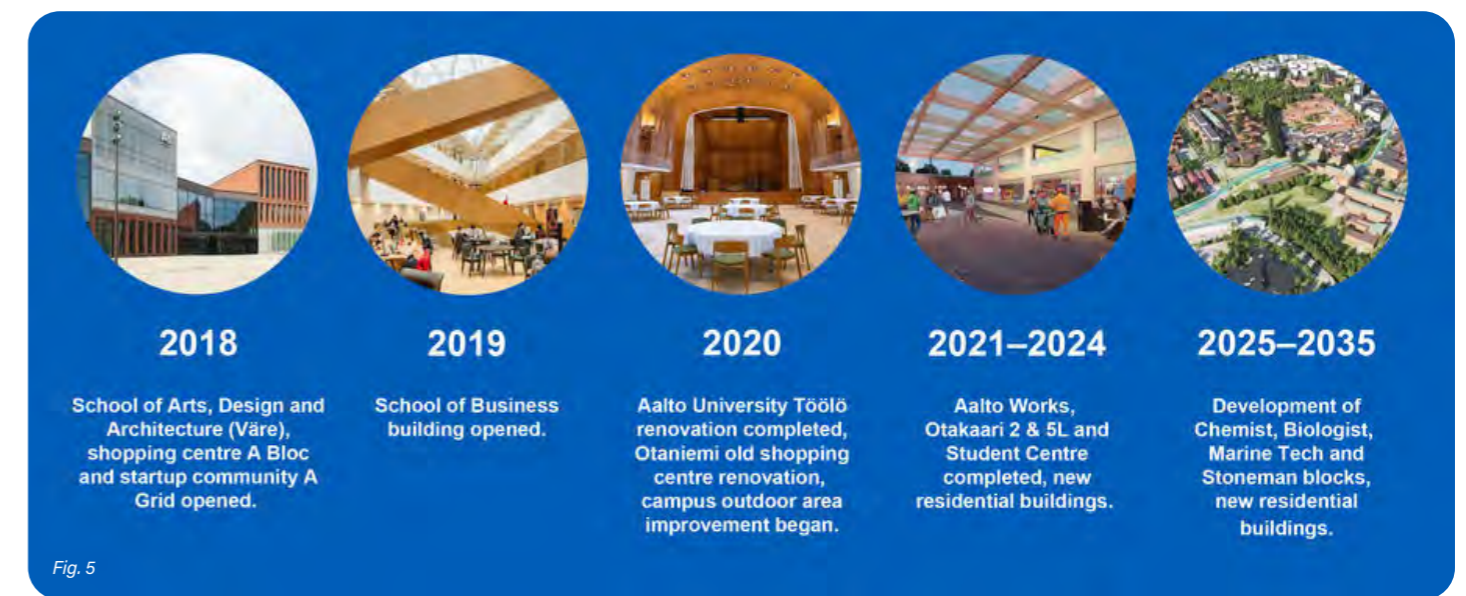 2018
School of Arts, Design and
Architecture (Väre),
shopping centre A Bloc
and startup community A
Grid opened.
2019
School of Business
building opened.
2020
Aalto University Töölö
renovation completed,
Otaniemi old shopping
centre renovation,
campus outdoor area
improvement began.
2021–2024
Aalto Works,
Otakaari 2 & 5L and
Student Centre
completed, new
residential buildings.
2025–2035
Development of
Chemist, Biologist,
Marine Tech and
Stoneman blocks,
new residential
buildings.
Fig. 5